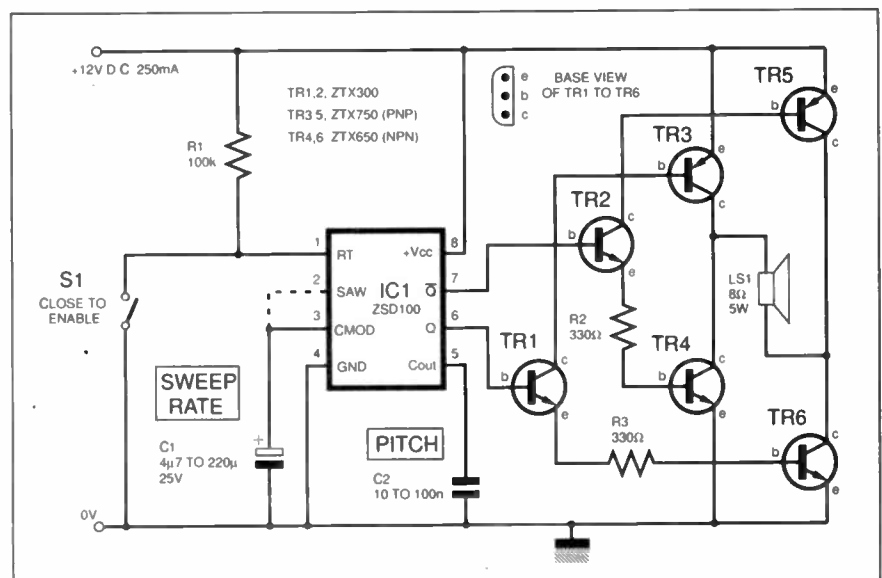 +12V D C 250mA
TR1,2, ZTX300
TR3 5, ZTX750 (PNP)
TR4,6 ZTX650 (NPN)
e
b
c
BASE VIEW
OF TR1 TO TR6
R1
100k
S1
CLOSE TO
ENABLE
1
RT
2
SAW
3
CMOD
4
GND
IC1
ZSD100
+Vcc
8
Q̅
7
Q
6
Cout
5
SWEEP
RATE
C1
4µ7 TO 220µ
25V
PITCH
C2
10 TO 100n
TR1
b
c
e
TR2
b
c
e
R2
330Ω
R3
330Ω
TR3
b
e
c
TR4
b
c
e
TR5
b
e
c
TR6
b
c
e
LS1
8Ω
5W
0V